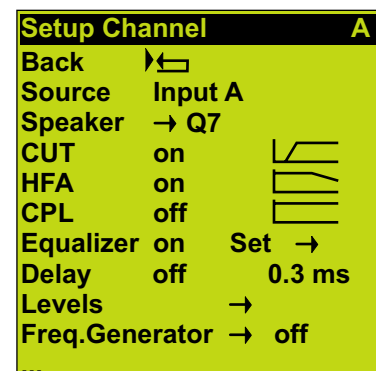 Setup Channel A
Back
Source Input A
Speaker → Q7
CUT on
HFA on
CPL off
Equalizer on Set →
Delay off 0.3 ms
Levels →
Freq.Generator → off
...